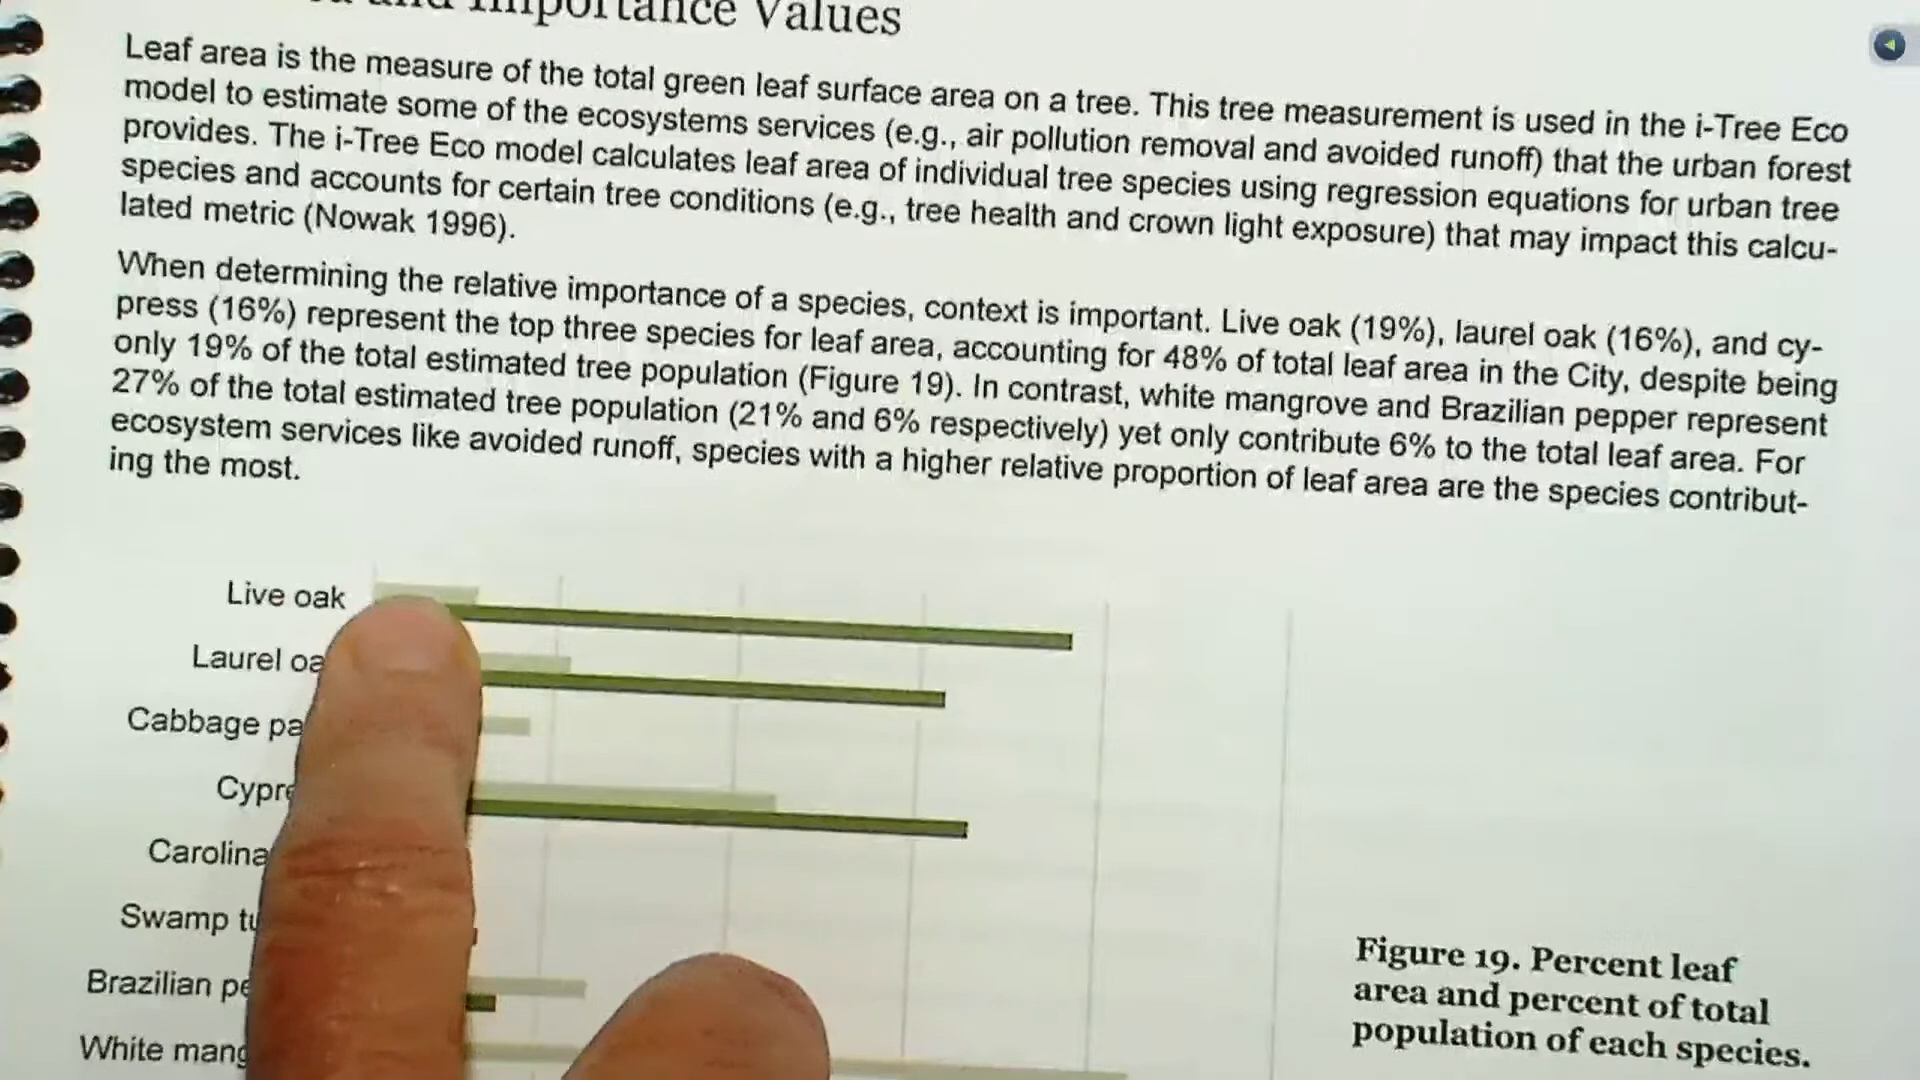 and Importance Values
Leaf area is the measure of the total green leaf surface area on a tree. This tree measurement is used in the i-Tree Eco
model to estimate some of the ecosystems services (e.g., air pollution removal and avoided runoff) that the urban forest
provides. The i-Tree Eco model calculates leaf area of individual tree species using regression equations for urban tree
species and accounts for certain tree conditions (e.g., tree health and crown light exposure) that may impact this calcu-
lated metric (Nowak 1996).
When determining the relative importance of a species, context is important. Live oak (19%), laurel oak (16%), and cy-
press (16%) represent the top three species for leaf area, accounting for 48% of total leaf area in the City, despite being
only 19% of the total estimated tree population (Figure 19). In contrast, white mangrove and Brazilian pepper represent
27% of the total estimated tree population (21% and 6% respectively) yet only contribute 6% to the total leaf area. For
ecosystem services like avoided runoff, species with a higher relative proportion of leaf area are the species contribut-
ing the most.
Live oak
Laurel oa
Cabbage pa
Cypre
Carolina
Swamp tu
Brazilian pe
White mang
Figure 19. Percent leaf
area and percent of total
population of each species.